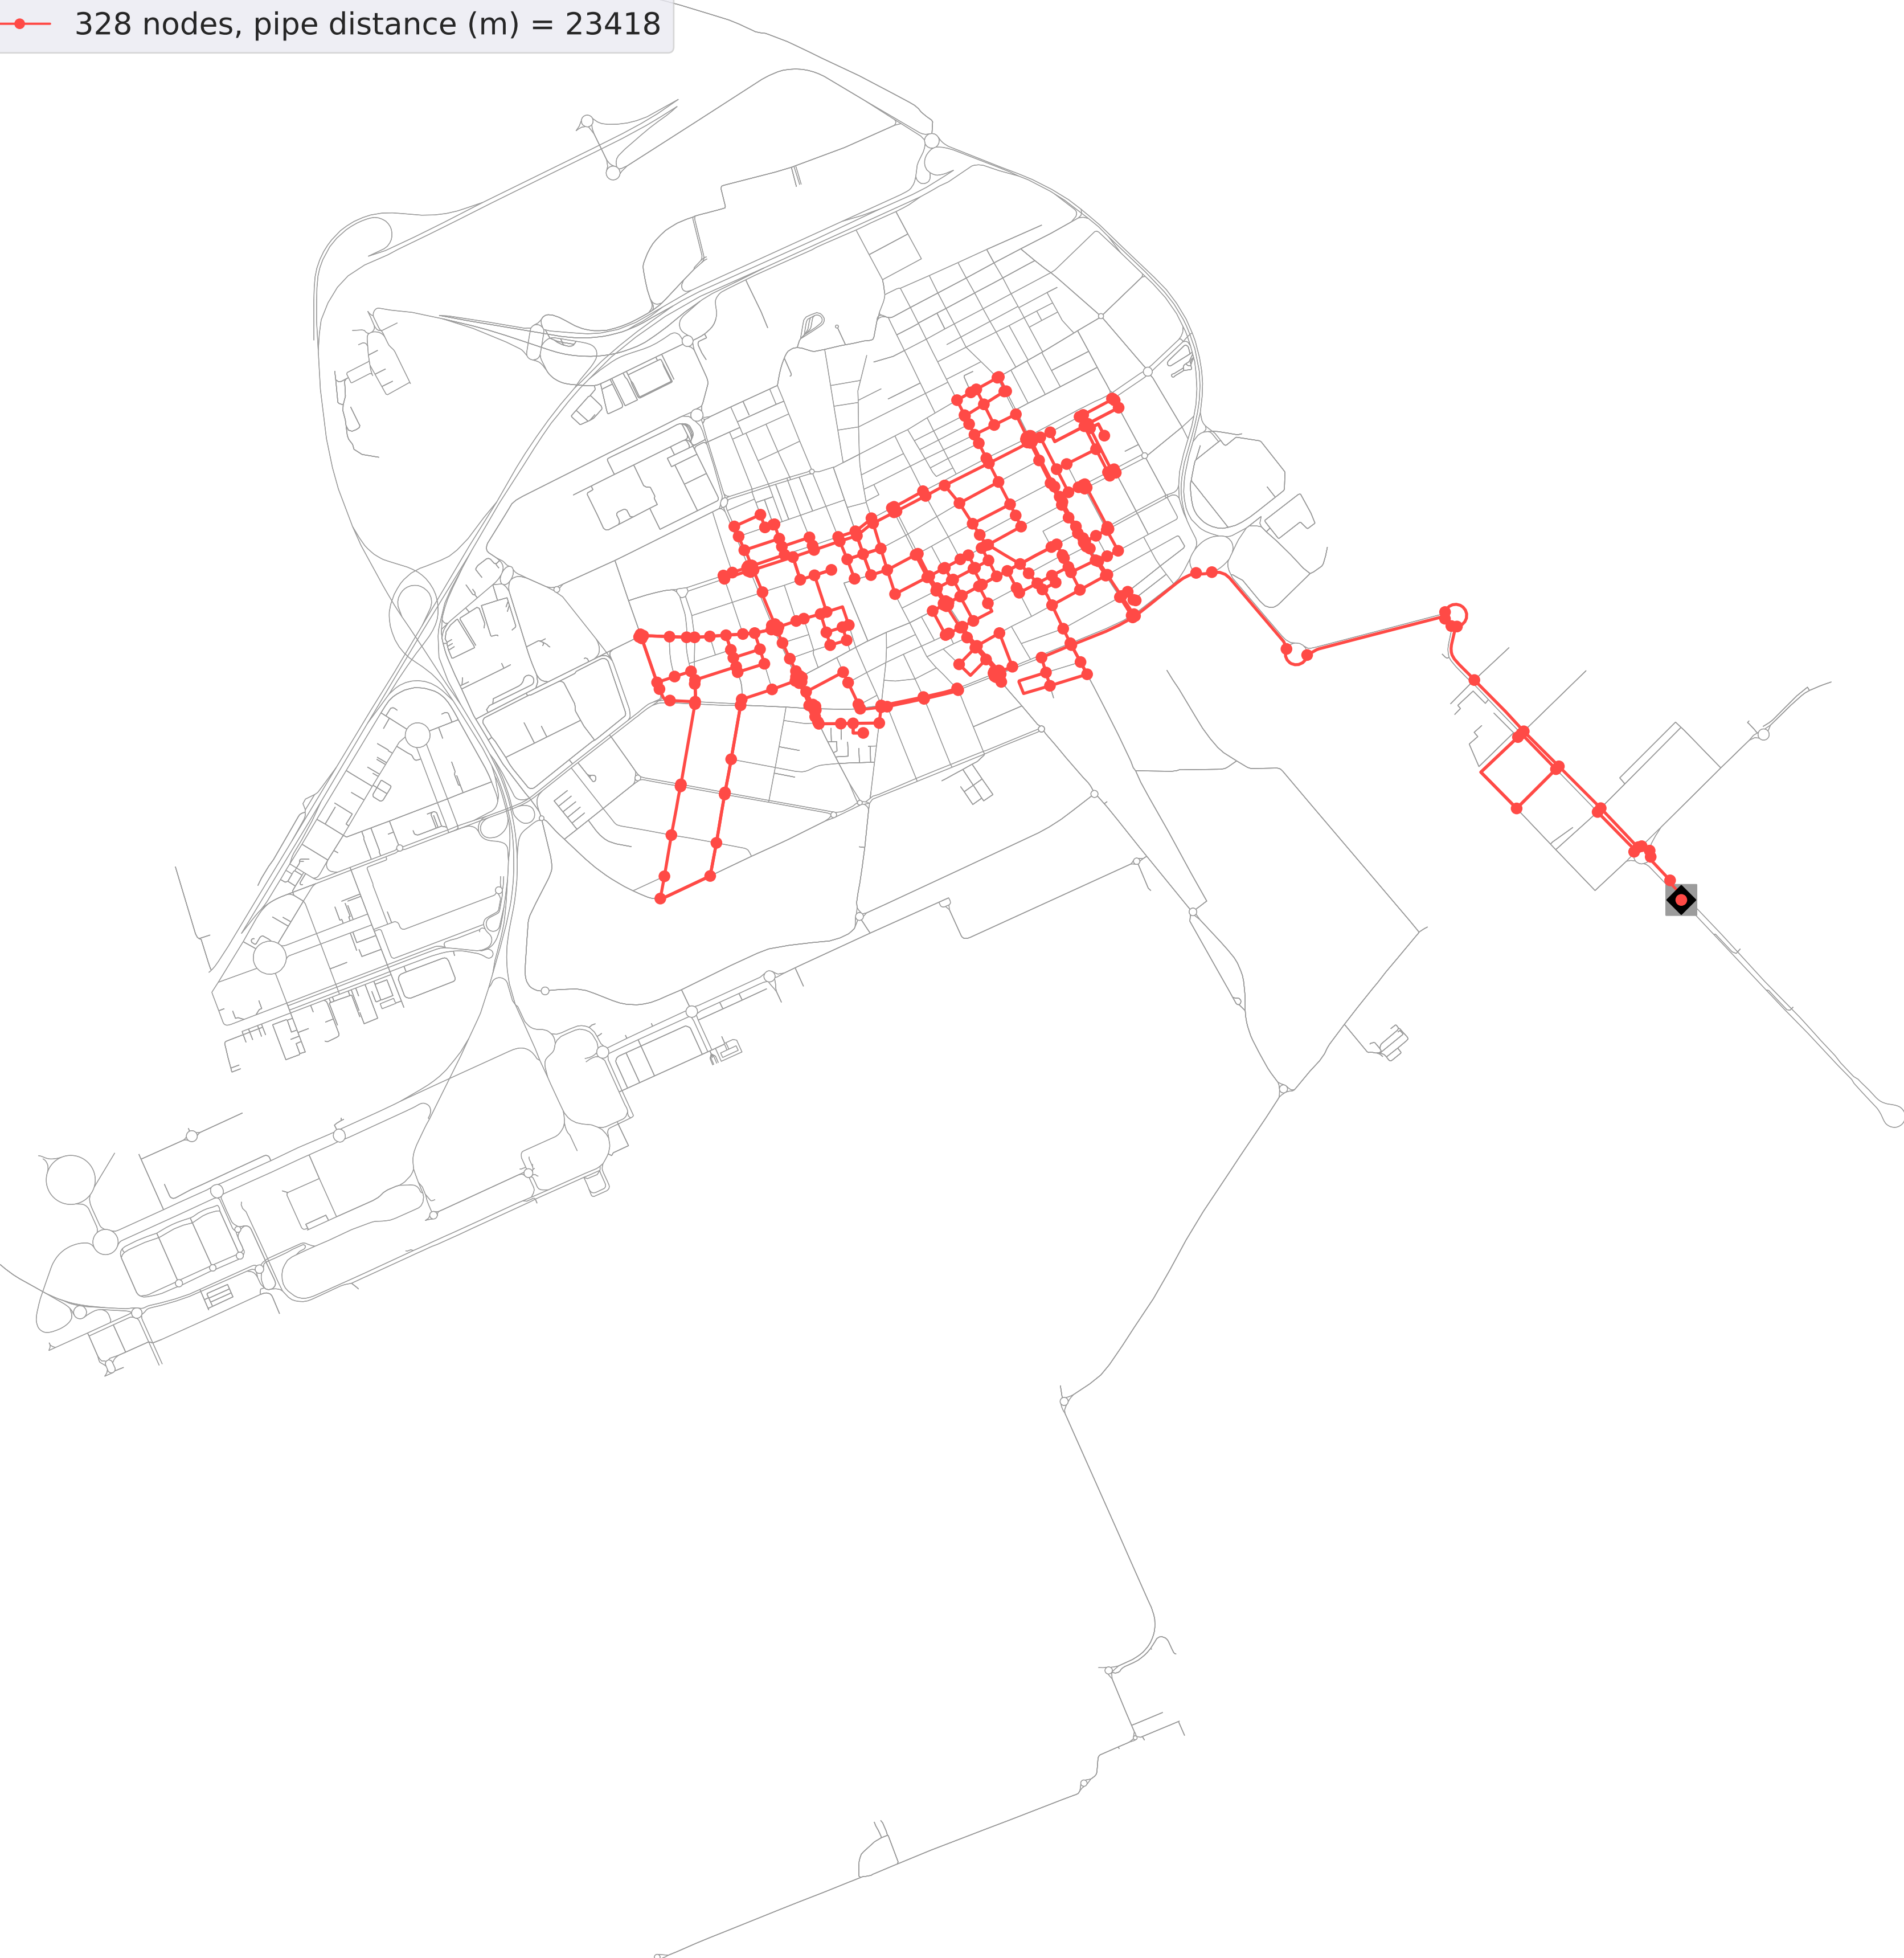 328 nodes, pipe distance (m) = 23418